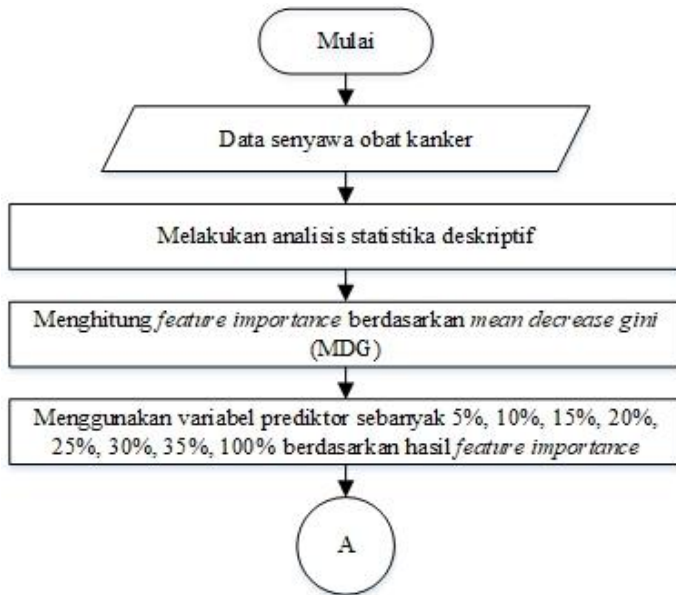 Mulai
Data senyawa obat kanker
Melakukan analisis statistika deskriptif
Menghitung feature importance berdasarkan mean decrease gini
(MDG)
Menggunakan variabel prediktor sebanyak 5%, 10%, 15%, 20%,
25%, 30%, 35%, 100% berdasarkan hasil feature importance
A